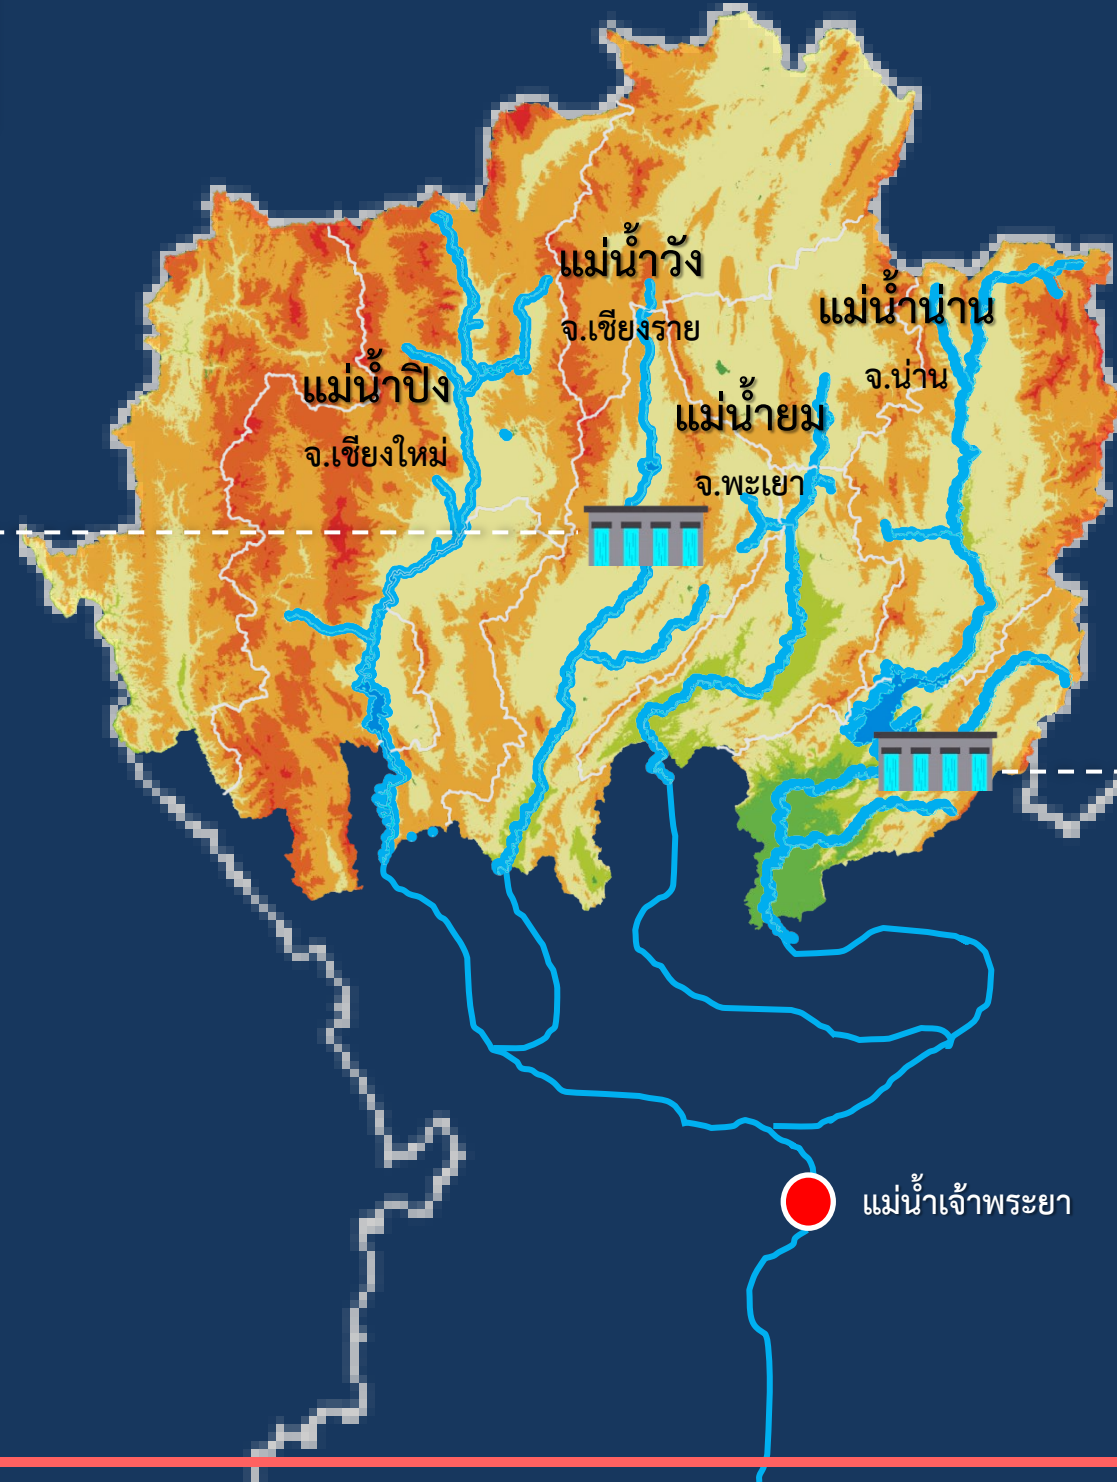 แม่น้ำวัง
จ.เชียงราย
แม่น้ำน่าน
จ.น่าน
แม่น้ำปิง
จ.เชียงใหม่
แม่น้ำยม
จ.พะเยา
แม่น้ำเจ้าพระยา